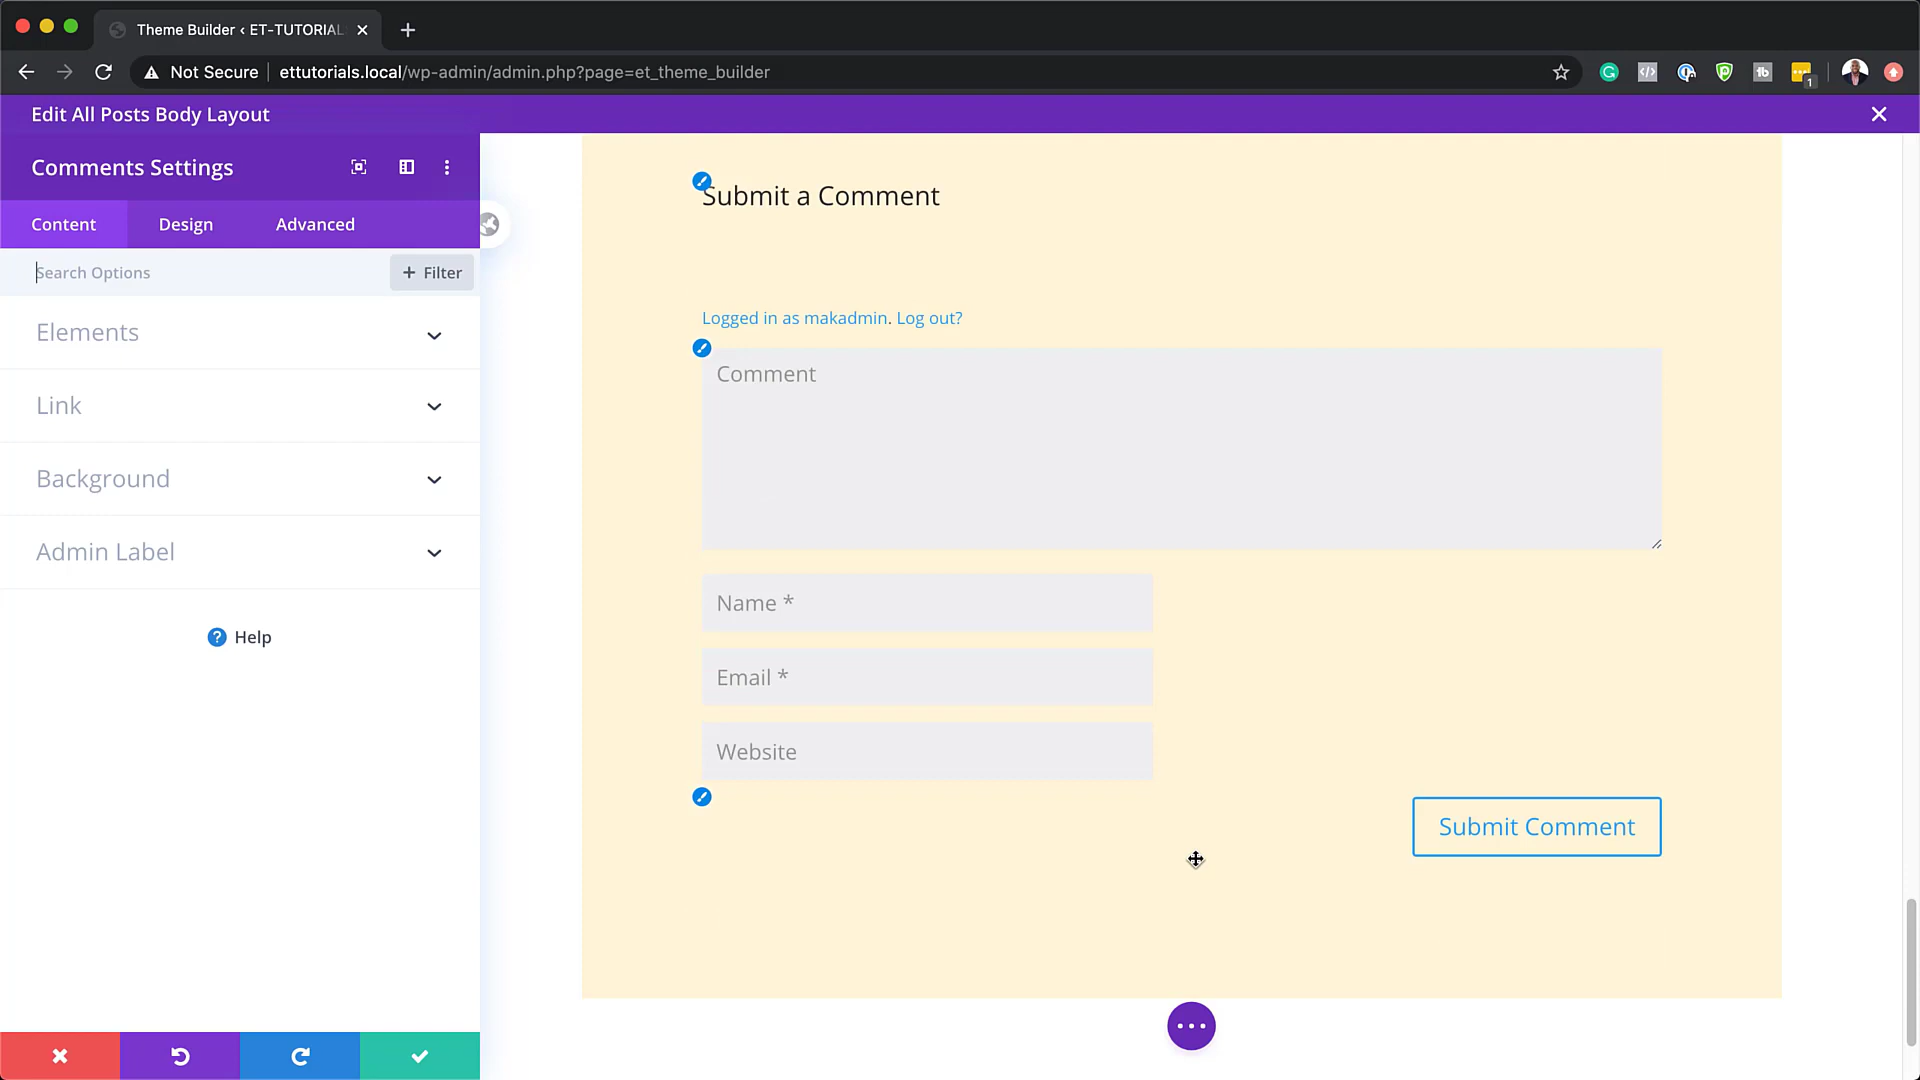 Theme Builder ‹ ET-TUTORIAL
Not Secure
ettutorials.local/wp-admin/admin.php?page=et_theme_builder
1
Edit All Posts Body Layout
Comments Settings
Content
Design
Advanced
Search Options
+ Filter
Elements
Link
Background
Admin Label
? Help
Submit a Comment
Logged in as makadmin. Log out?
Comment
Name *
Email *
Website
Submit Comment